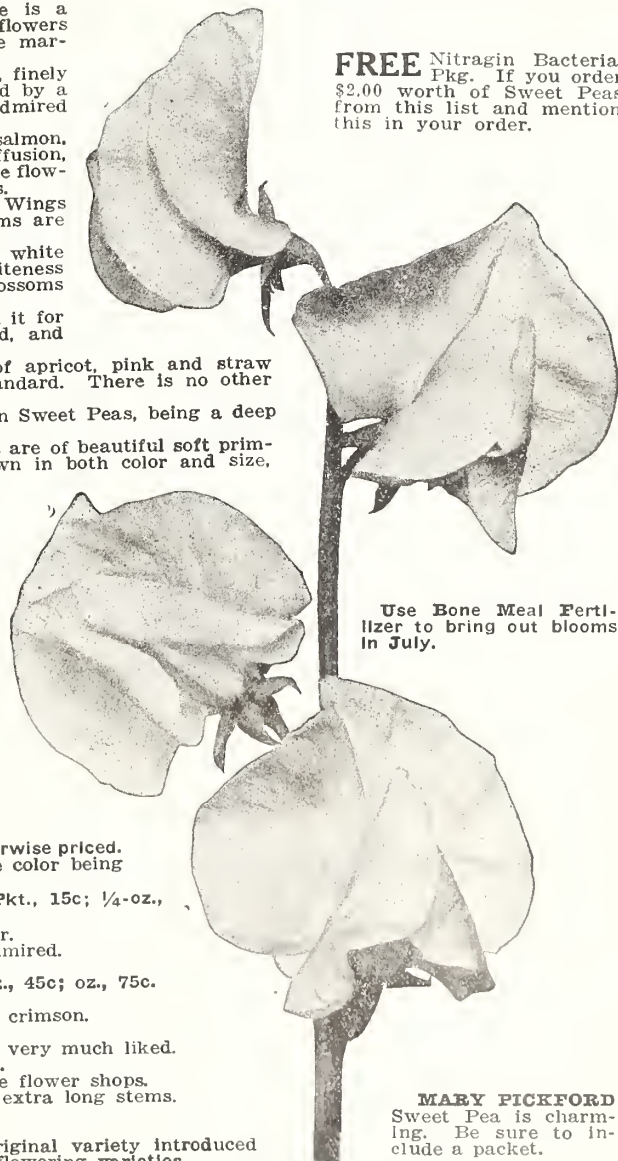 e is a
flowers
e mar-
, finely
d by a
dmired
salmon.
ffusion,
e flow-
s.
Wings
ms are
white
iteness
ossoms
it for
d, and
of apricot, pink and straw
andard. There is no other
n Sweet Peas, being a deep
are of beautiful soft prim-
wn in both color and size.
FREE Nitragin Bacteria
Pkg. If you order
$2.00 worth of Sweet Peas
from this list and mention
this in your order.
Use Bone Meal Ferti-
lizer to bring out blooms
in July.
rwise priced.
e color being
Pkt., 15c; ¼-oz.,
r.
mired.
z., 45c; oz., 75c.
crimson.
very much liked.
.
e flower shops.
extra long stems.
riginal variety introduced
flowering varieties
MARY PICKFORD
Sweet Pea is charm-
ing. Be sure to in-
clude a packet.